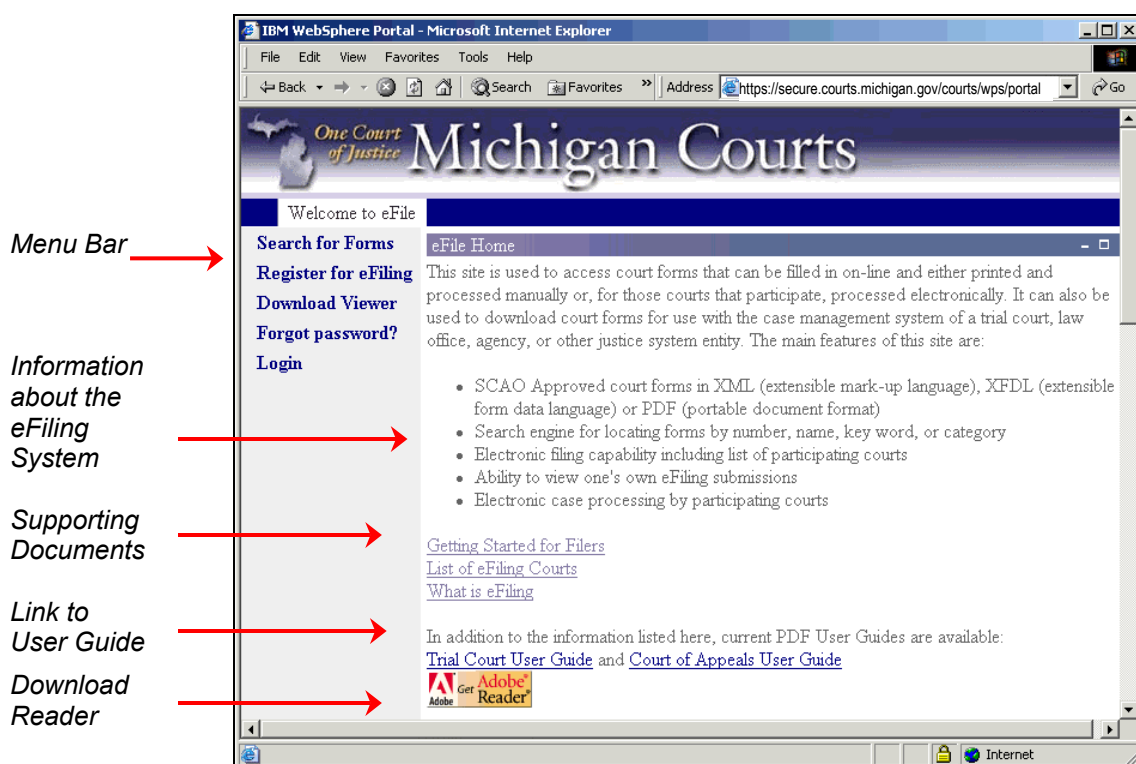 IBM WebSphere Portal - Microsoft Internet Explorer
File Edit View Favorites Tools Help
Back Search Favorites » Address https://secure.courts.michigan.gov/courts/wps/portal Go
One Court
of Justice
Michigan Courts
Welcome to eFile
Menu Bar
Search for Forms
Register for eFiling
Download Viewer
Forgot password?
Login
eFile Home
This site is used to access court forms that can be filled in on-line and either printed and
processed manually or, for those courts that participate, processed electronically. It can also be
used to download court forms for use with the case management system of a trial court, law
office, agency, or other justice system entity. The main features of this site are:
Information
about the
eFiling
System
• SCAO Approved court forms in XML (extensible mark-up language), XFDL (extensible
form data language) or PDF (portable document format)
• Search engine for locating forms by number, name, key word, or category
• Electronic filing capability including list of participating courts
• Ability to view one's own eFiling submissions
• Electronic case processing by participating courts
Supporting
Documents
Getting Started for Filers
List of eFiling Courts
What is eFiling
Link to
User Guide
In addition to the information listed here, current PDF User Guides are available:
Trial Court User Guide and Court of Appeals User Guide
Download
Reader
Adobe
Get Adobe®
Reader®
Internet